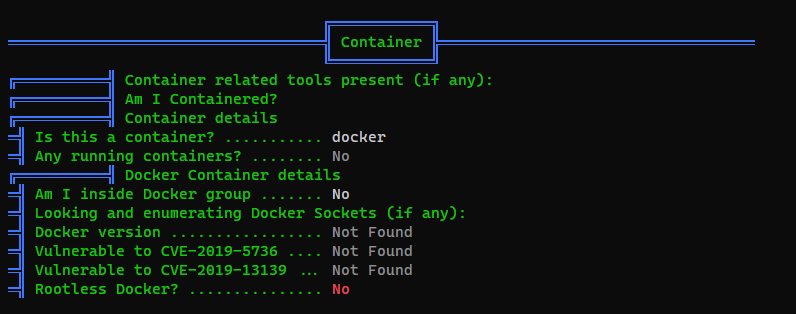 Container
Container related tools present (if any):
Am I Containered?
Container details
Is this a container? ........... docker
Any running containers? ........ No
Docker Container details
Am I inside Docker group ....... No
Looking and enumerating Docker Sockets (if any):
Docker version ................. Not Found
Vulnerable to CVE-2019-5736 .... Not Found
Vulnerable to CVE-2019-13139 ... Not Found
Rootless Docker? ............... No